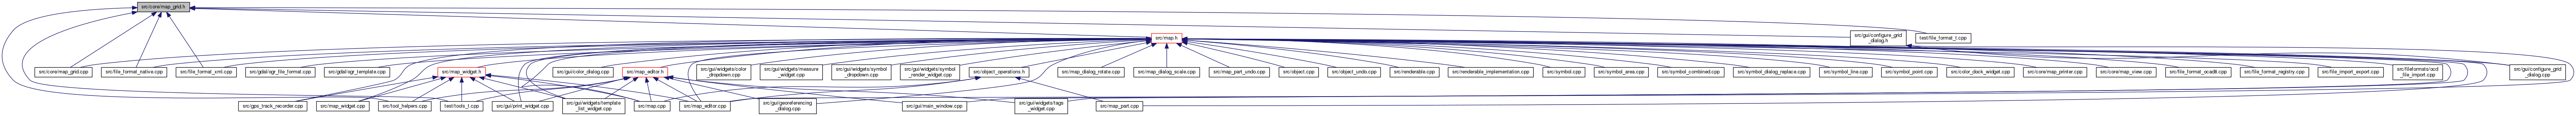 src/core/map_grid.h
src/map.h
src/gui/configure_grid
_dialog.h
test/file_format_t.cpp
src/core/map_grid.cpp
src/file_format_native.cpp
src/file_format_xml.cpp
src/gdal/ogr_file_format.cpp
src/gdal/ogr_template.cpp
src/map_widget.h
src/gui/color_dialog.cpp
src/map_editor.h
src/gui/widgets/color
_dropdown.cpp
src/gui/widgets/measure
_widget.cpp
src/gui/widgets/symbol
_dropdown.cpp
src/gui/widgets/symbol
_render_widget.cpp
src/object_operations.h
src/map_dialog_rotate.cpp
src/map_dialog_scale.cpp
src/map_part_undo.cpp
src/object.cpp
src/object_undo.cpp
src/renderable.cpp
src/renderable_implementation.cpp
src/symbol.cpp
src/symbol_area.cpp
src/symbol_combined.cpp
src/symbol_dialog_replace.cpp
src/symbol_line.cpp
src/symbol_point.cpp
src/color_dock_widget.cpp
src/core/map_printer.cpp
src/core/map_view.cpp
src/file_format_ocad8.cpp
src/file_format_registry.cpp
src/file_import_export.cpp
src/fileformats/ocd
_file_import.cpp
src/gui/configure_grid
_dialog.cpp
src/gps_track_recorder.cpp
src/map_widget.cpp
src/tool_helpers.cpp
test/tools_t.cpp
src/gui/print_widget.cpp
src/gui/widgets/template
_list_widget.cpp
src/map.cpp
src/map_editor.cpp
src/gui/georeferencing
_dialog.cpp
src/gui/main_window.cpp
src/gui/widgets/tags
_widget.cpp
src/map_part.cpp